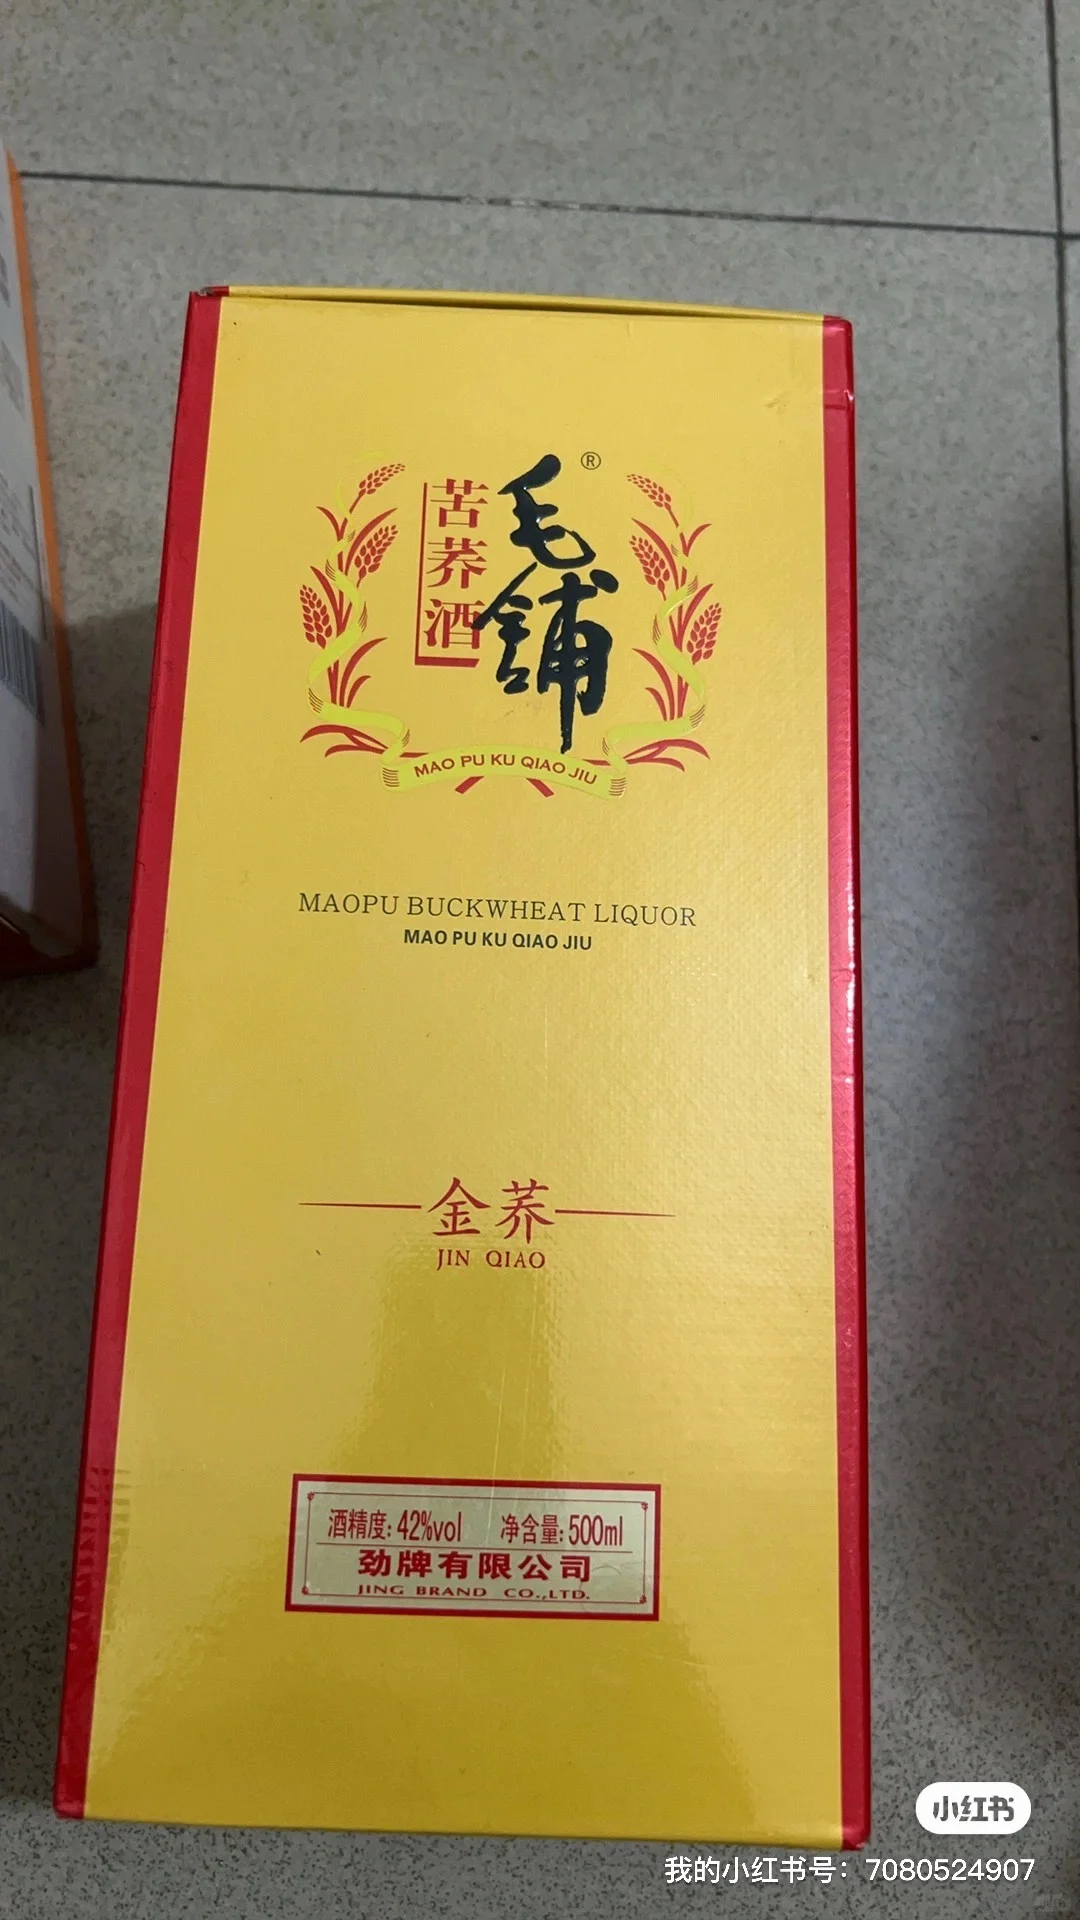 毛鋪®
苦荞酒
MAO PU KU QIAO JIU
MAOPU BUCKWHEAT LIQUOR
MAO PU KU QIAO JIU
金荞
JIN QIAO
酒精度: 42%vol 净含量: 500ml
劲牌有限公司
JING BRAND CO.,LTD.
小红书
我的小红书号：7080524907